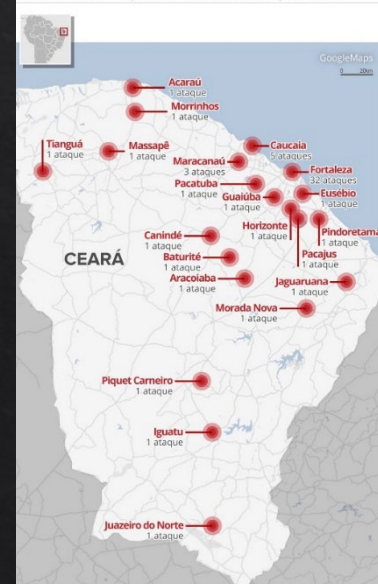 GoogleMaps
20km
Acaraú
1 ataque
Morrinhos
1 ataque
Tianguá
1 ataque
Massapê
1 ataque
Caucaia
5 ataques
Maracanaú
3 ataques
Fortaleza
32 ataques
Pacatuba
1 ataque
Eusébio
1 ataque
Guaiúba
1 ataque
Horizonte
1 ataque
Pindoretama
1 ataque
Canindé
1 ataque
Pacajus
1 ataque
CEARÁ
Baturité
1 ataque
Aracoiaba
1 ataque
Jaguaruana
1 ataque
Morada Nova
1 ataque
Piquet Carneiro
1 ataque
Iguatu
1 ataque
Juazeiro do Norte
1 ataque